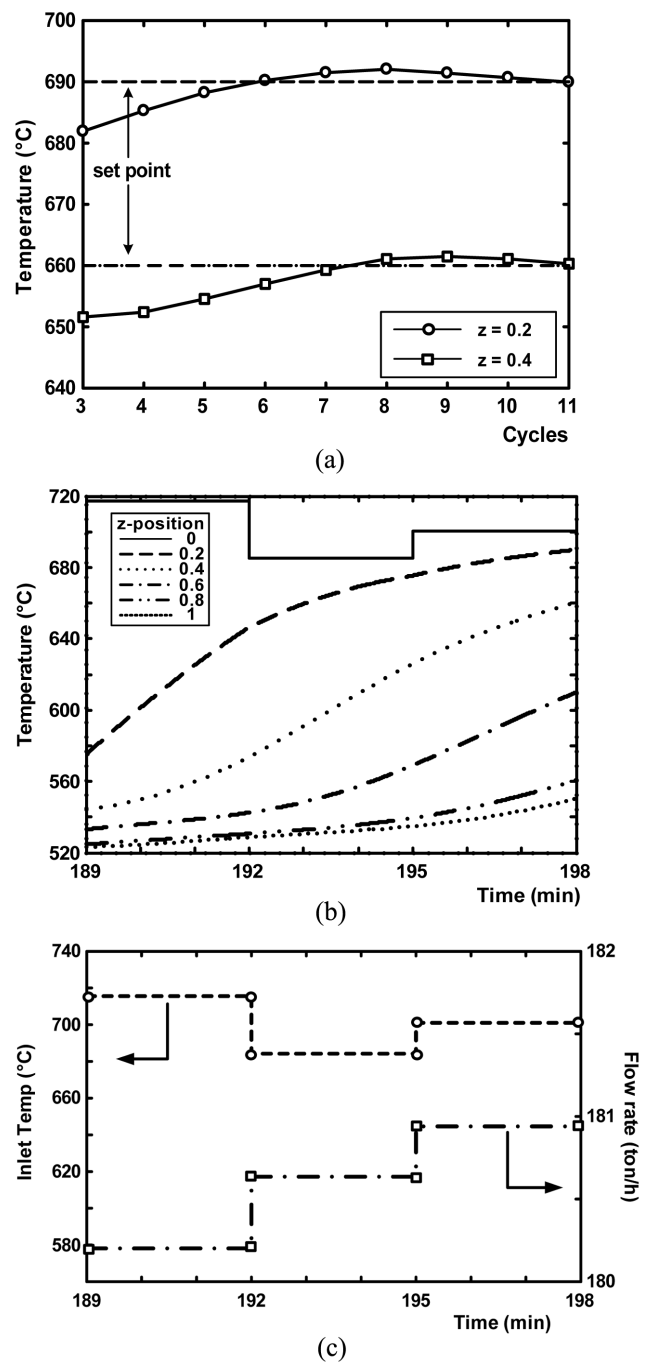 700
690
680
670
660
650
640
Temperature (°C)
set point
z = 0.2
z = 0.4
3 4 5 6 7 8 9 10 11
Cycles
(a)
720
680
640
600
560
520
Temperature (°C)
z-position
0
0.2
0.4
0.6
0.8
1
189 192 195 198
Time (min)
(b)
740
700
660
620
580
Inlet Temp (°C)
182
181
180
Flow rate (ton/h)
189 192 195 198
Time (min)
(c)